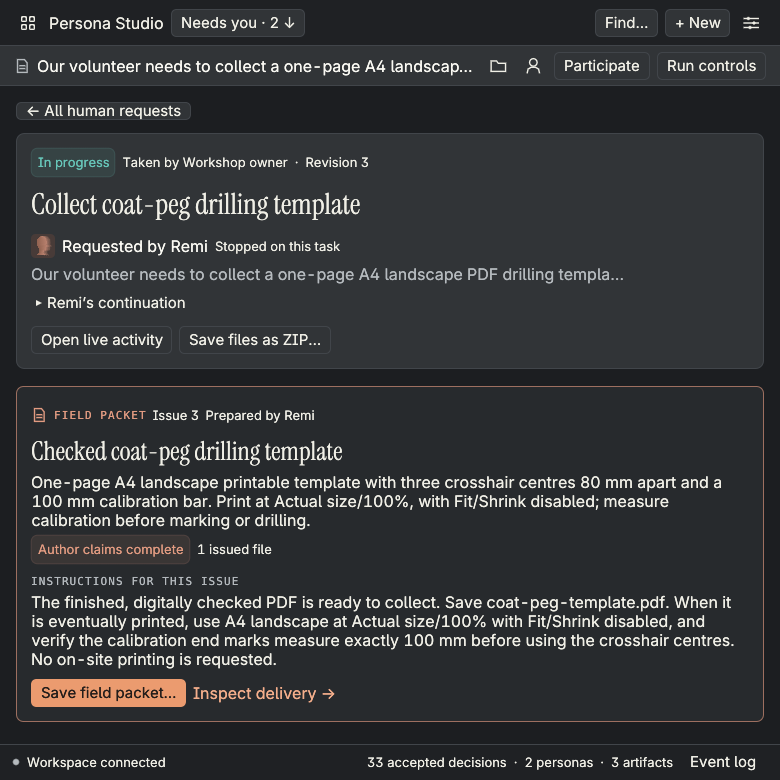 Persona Studio Needs you · 2 ↓ Find... + New
Our volunteer needs to collect a one-page A4 landscap... Participate Run controls
← All human requests
In progress Taken by Workshop owner · Revision 3
Collect coat-peg drilling template
Requested by Remi Stopped on this task
Our volunteer needs to collect a one-page A4 landscape PDF drilling templa...
▸ Remi's continuation
Open live activity Save files as ZIP...
FIELD PACKET Issue 3 Prepared by Remi
Checked coat-peg drilling template
One-page A4 landscape printable template with three crosshair centres 80 mm apart and a
100 mm calibration bar. Print at Actual size/100%, with Fit/Shrink disabled; measure
calibration before marking or drilling.
Author claims complete 1 issued file
INSTRUCTIONS FOR THIS ISSUE
The finished, digitally checked PDF is ready to collect. Save coat-peg-template.pdf. When it
is eventually printed, use A4 landscape at Actual size/100% with Fit/Shrink disabled, and
verify the calibration end marks measure exactly 100 mm before using the crosshair centres.
No on-site printing is requested.
Save field packet... Inspect delivery →
Workspace connected 33 accepted decisions · 2 personas · 3 artifacts Event log